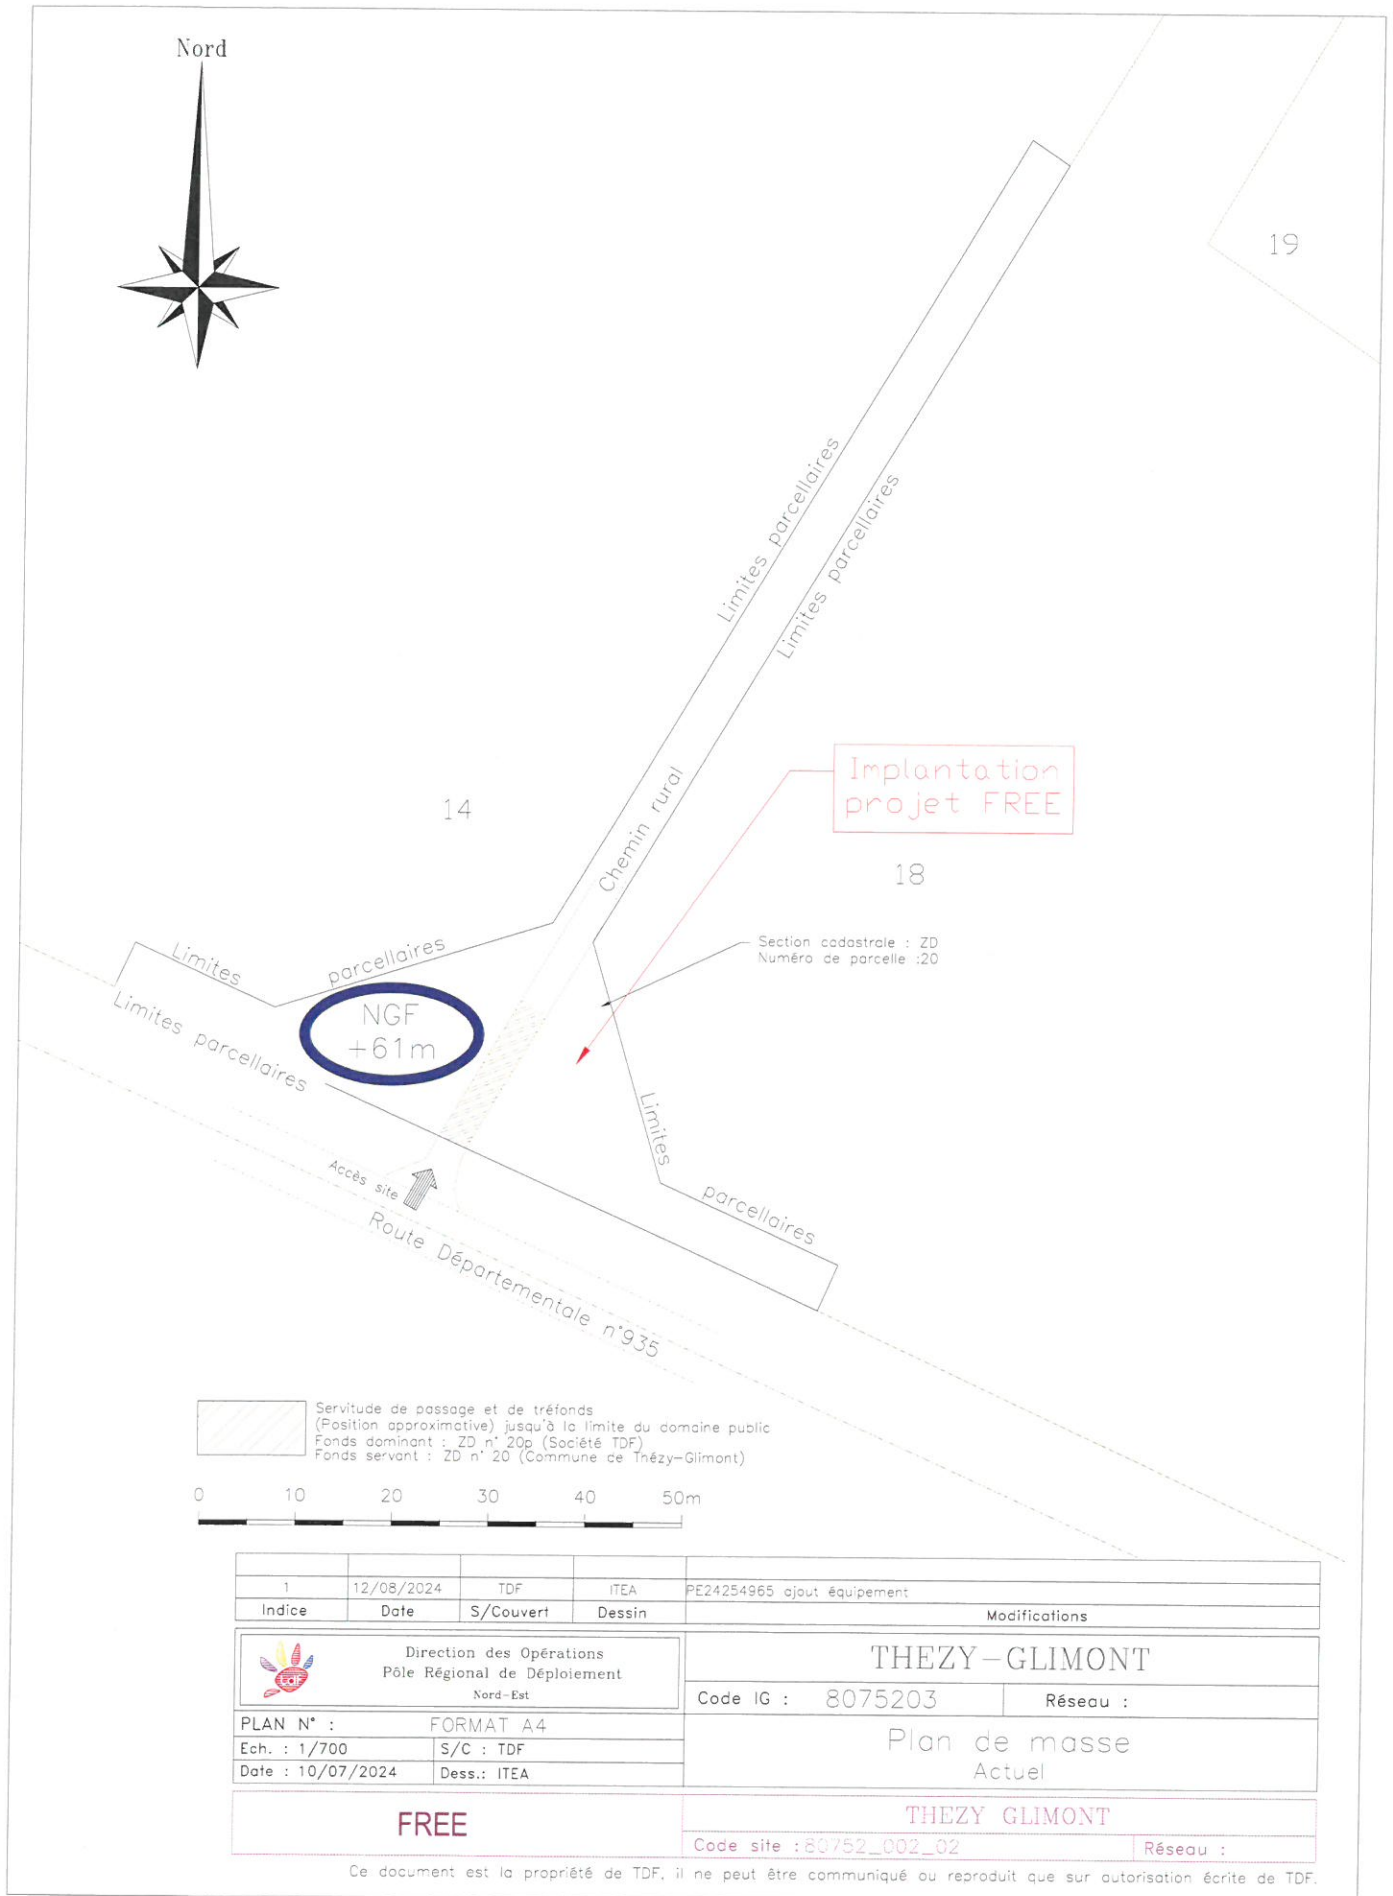 Nord
19
Limites parcellaires
Limites parcellaires
Implantation
projet FREE
14
Chemin rural
18
Section cadastrale : ZD
Numéro de parcelle :20
Limites parcellaires
NGF
+61m
Limites parcellaires
Limites parcellaires
Accès site
Route Départementale n°935
Servitude de passage et de tréfonds
(Position approximative) jusqu'à la limite du domaine public
Fonds dominant : ZD n° 20p (Société TDF)
Fonds servant : ZD n° 20 (Commune de Thézy-Glimont)
0 10 20 30 40 50m
1 12/08/2024 TDF ITEA PE24254965 ajout équipement
Indice Date S/Couvert Dessin Modifications
tdf
Direction des Opérations
Pôle Régional de Déploiement
Nord-Est
THEZY-GLIMONT
Code IG : 8075203 Réseau :
PLAN N° : FORMAT A4
Ech. : 1/700 S/C : TDF
Date : 10/07/2024 Dess.: ITEA
Plan de masse
Actuel
FREE
THEZY GLIMONT
Code site :80752_002_02 Réseau :
Ce document est la propriété de TDF, il ne peut être communiqué ou reproduit que sur autorisation écrite de TDF.